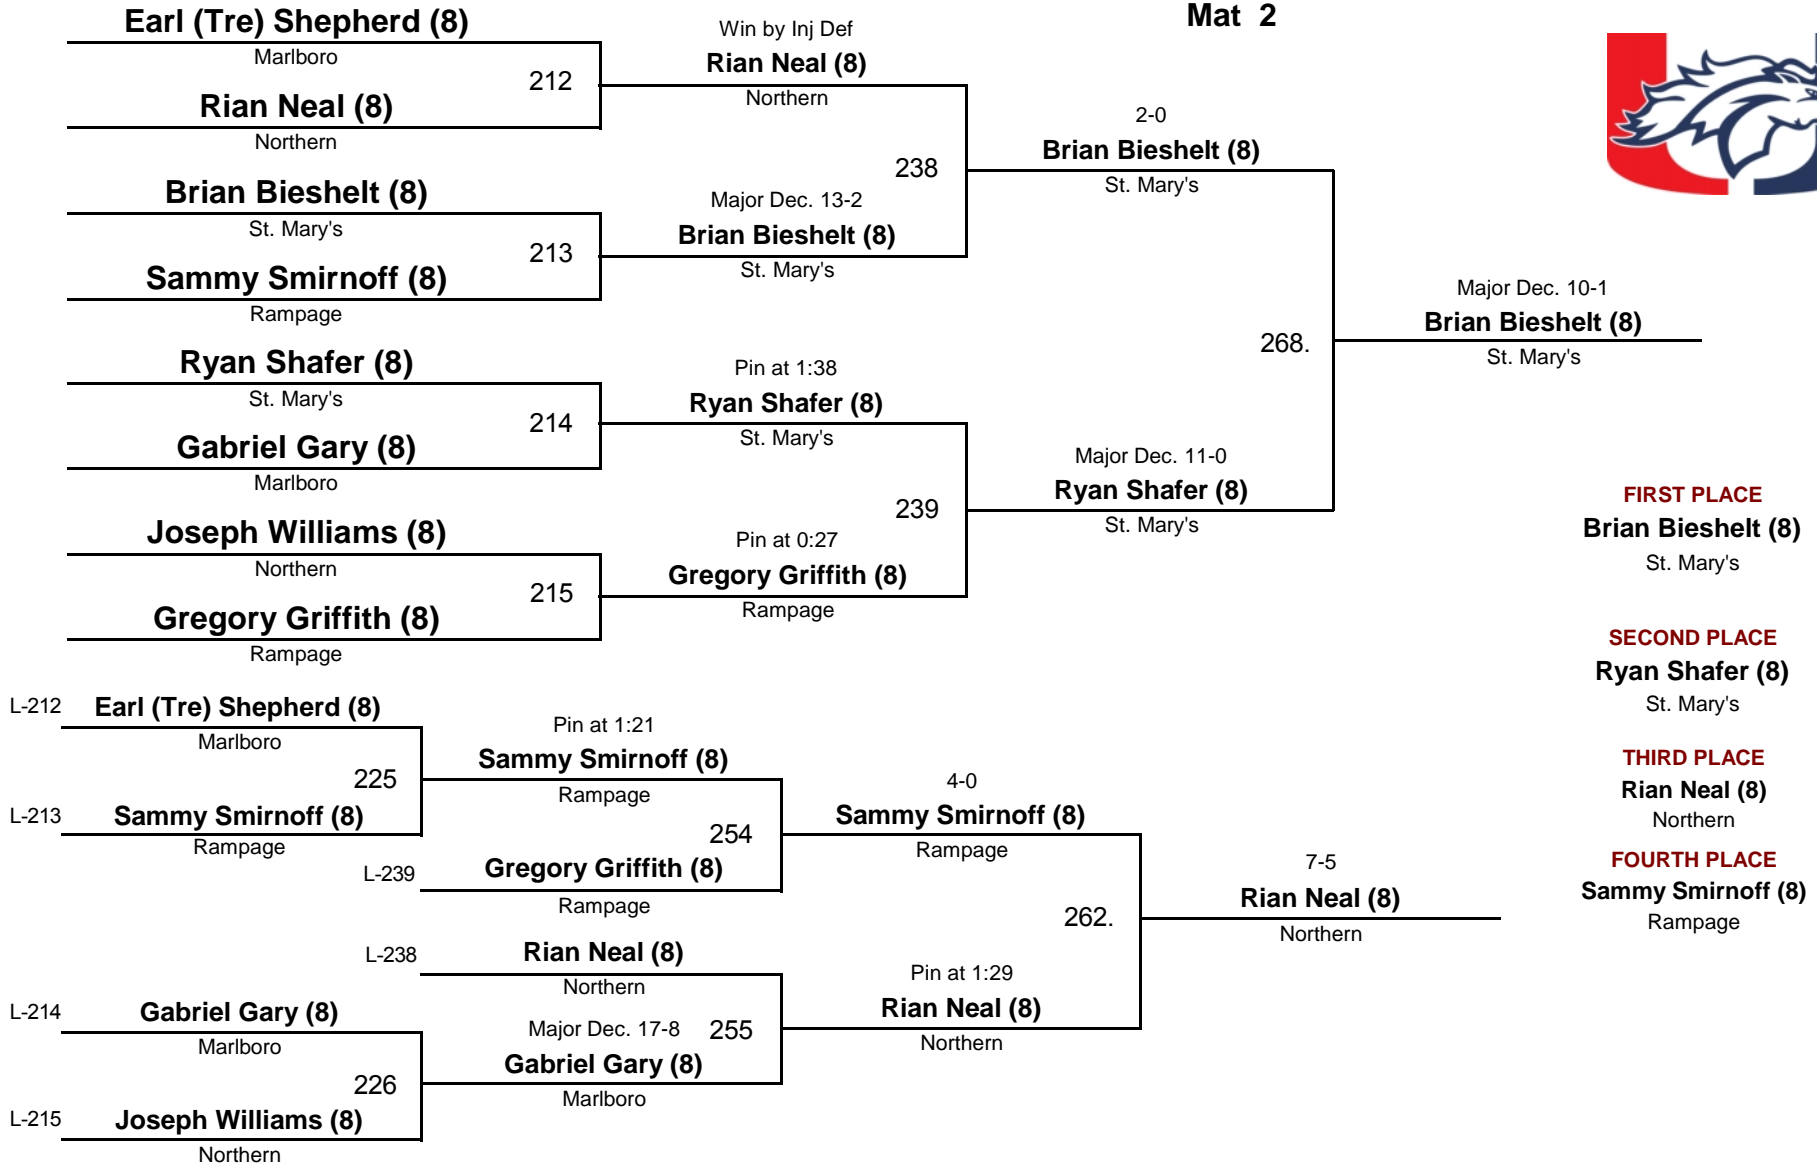 Mat 2
Earl (Tre) Shepherd (8)
Marlboro
212
Rian Neal (8)
Northern
Brian Bieshelt (8)
St. Mary's
213
Sammy Smirnoff (8)
Rampage
Ryan Shafer (8)
St. Mary's
214
Gabriel Gary (8)
Marlboro
Joseph Williams (8)
Northern
215
Gregory Griffith (8)
Rampage
Win by Inj Def
Rian Neal (8)
Northern
238
Major Dec. 13-2
Brian Bieshelt (8)
St. Mary's
Pin at 1:38
Ryan Shafer (8)
St. Mary's
239
Pin at 0:27
Gregory Griffith (8)
Rampage
2-0
Brian Bieshelt (8)
St. Mary's
268.
Major Dec. 11-0
Ryan Shafer (8)
St. Mary's
Major Dec. 10-1
Brian Bieshelt (8)
St. Mary's
L-212
Earl (Tre) Shepherd (8)
Marlboro
225
L-213
Sammy Smirnoff (8)
Rampage
Pin at 1:21
Sammy Smirnoff (8)
Rampage
254
L-239
Gregory Griffith (8)
Rampage
L-238
Rian Neal (8)
Northern
L-214
Gabriel Gary (8)
Marlboro
226
L-215
Joseph Williams (8)
Northern
Major Dec. 17-8
255
Gabriel Gary (8)
Marlboro
4-0
Sammy Smirnoff (8)
Rampage
262.
Pin at 1:29
Rian Neal (8)
Northern
7-5
Rian Neal (8)
Northern
FIRST PLACE
Brian Bieshelt (8)
St. Mary's
SECOND PLACE
Ryan Shafer (8)
St. Mary's
THIRD PLACE
Rian Neal (8)
Northern
FOURTH PLACE
Sammy Smirnoff (8)
Rampage